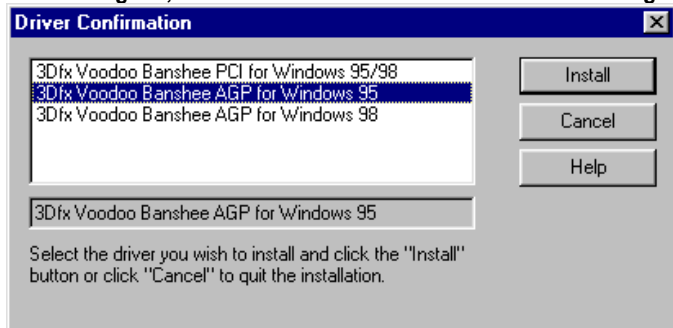 Driver Confirmation
3Dfx Voodoo Banshee PCI for Windows 95/98
3Dfx Voodoo Banshee AGP for Windows 95
3Dfx Voodoo Banshee AGP for Windows 98
Install
Cancel
Help
3Dfx Voodoo Banshee AGP for Windows 95
Select the driver you wish to install and click the "Install"
button or click "Cancel" to quit the installation.